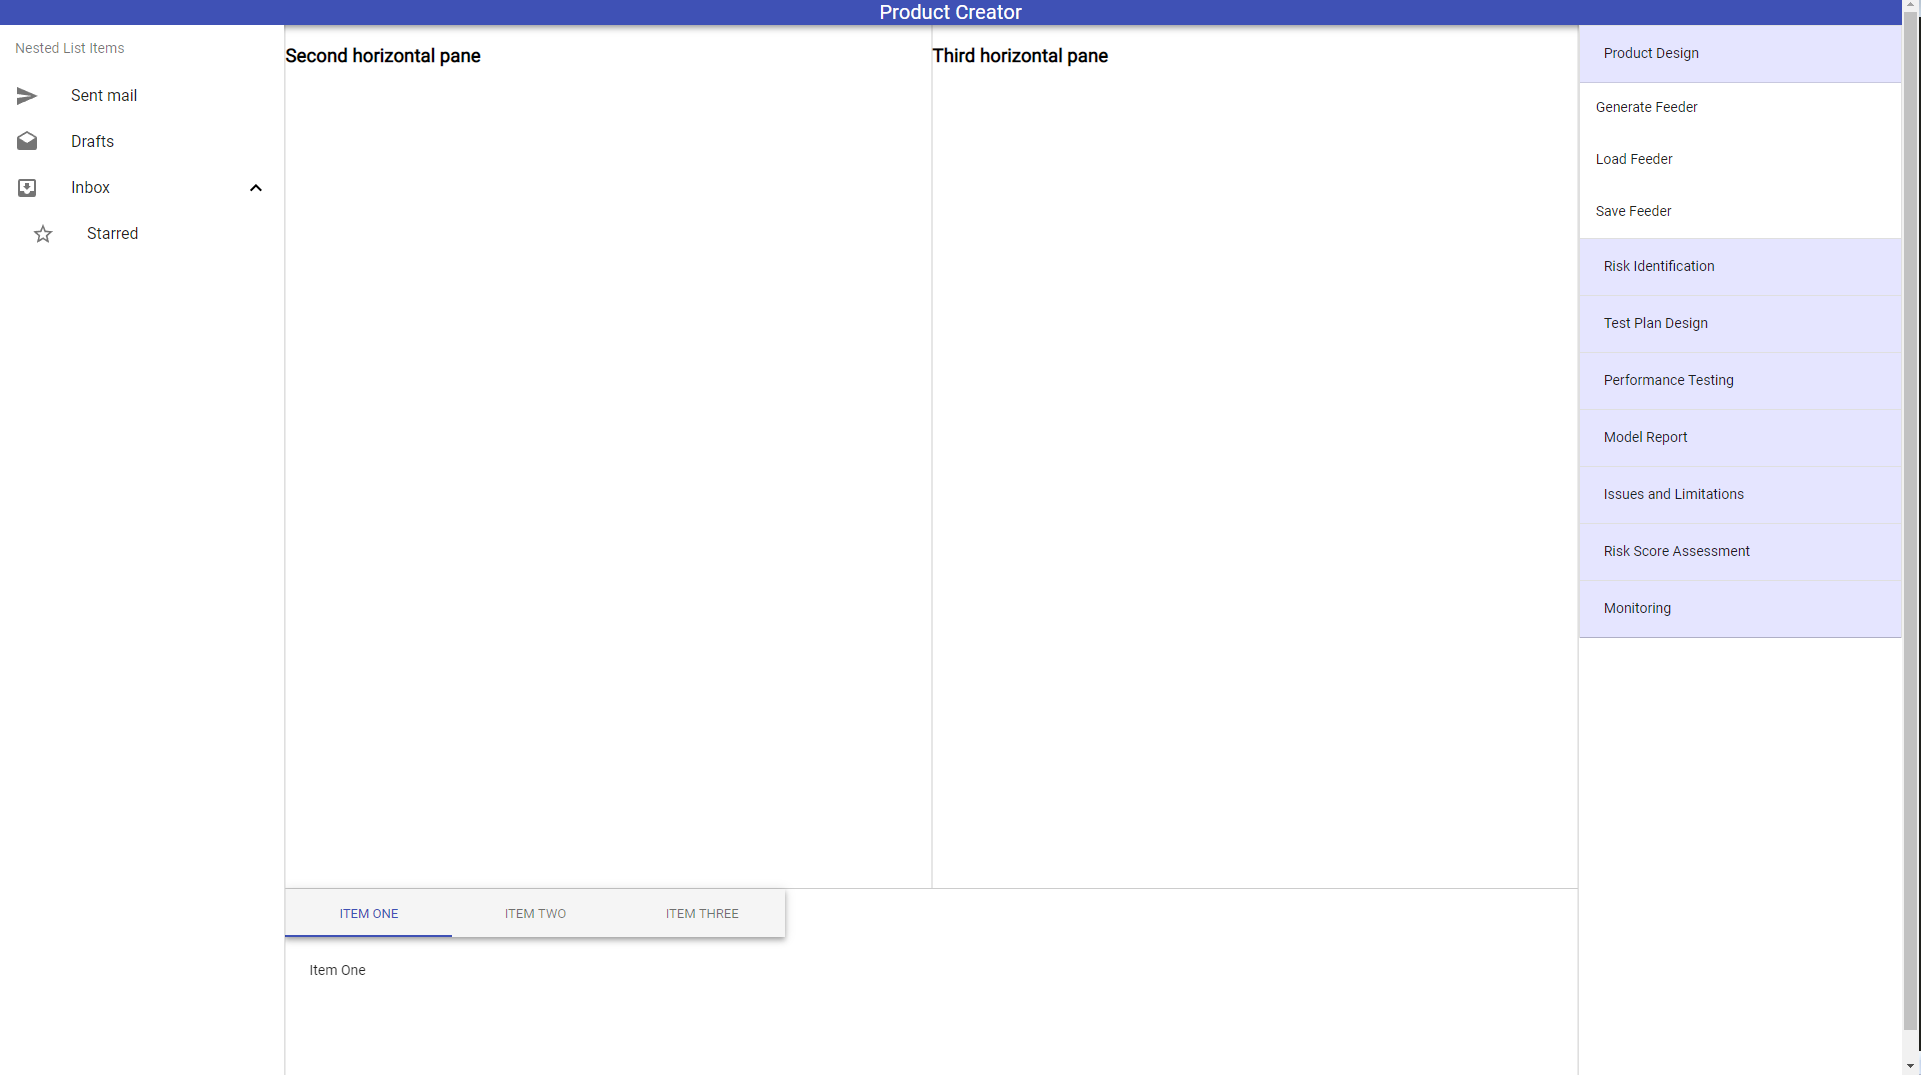 Product Creator
Nested List Items
Sent mail
Drafts
Inbox
Starred
Second horizontal pane
Third horizontal pane
ITEM ONE
ITEM TWO
ITEM THREE
Item One
Product Design
Generate Feeder
Load Feeder
Save Feeder
Risk Identification
Test Plan Design
Performance Testing
Model Report
Issues and Limitations
Risk Score Assessment
Monitoring